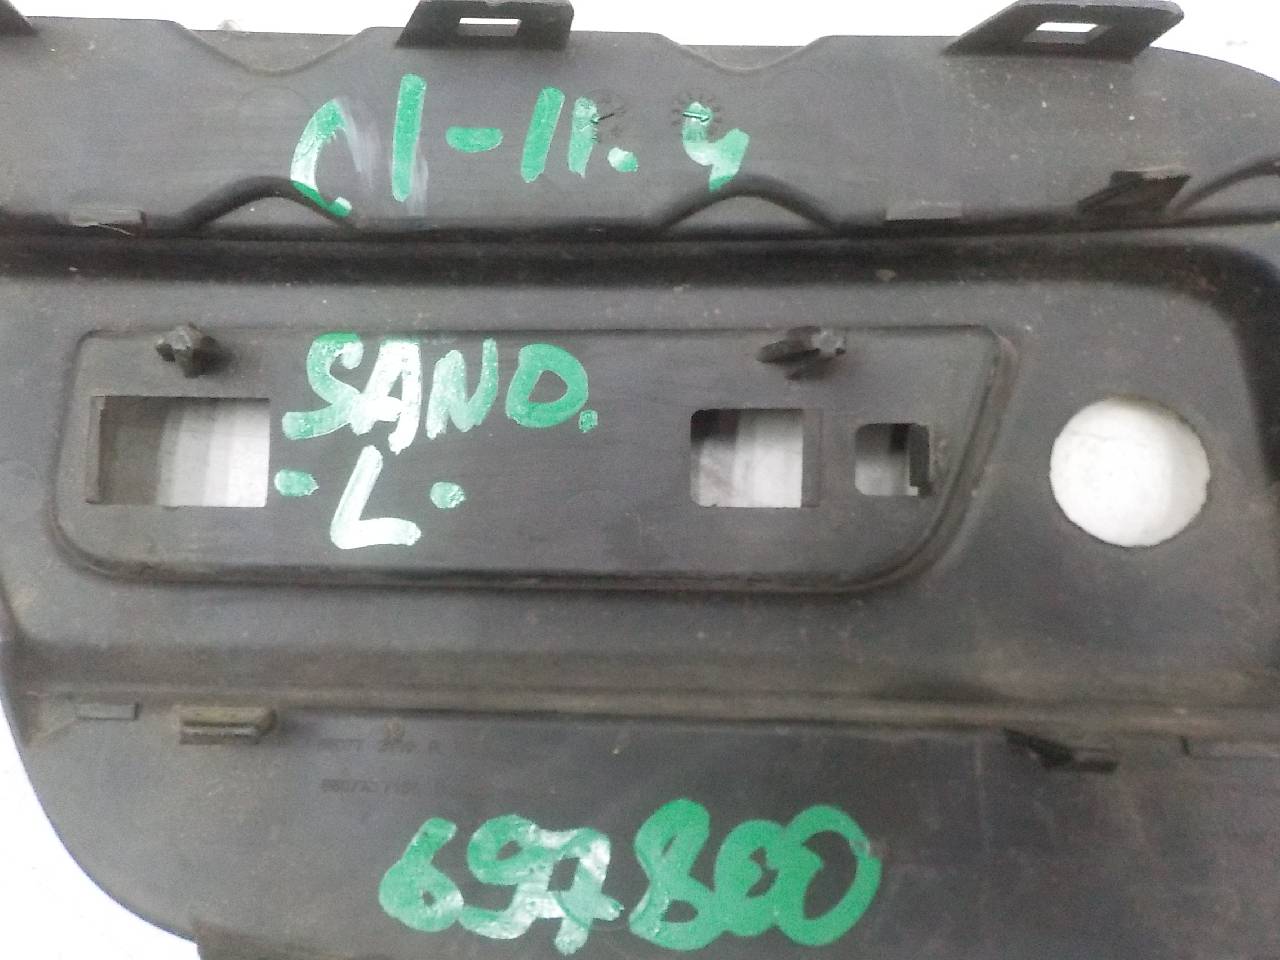 C1-11.4
SAND.
·L·
697800